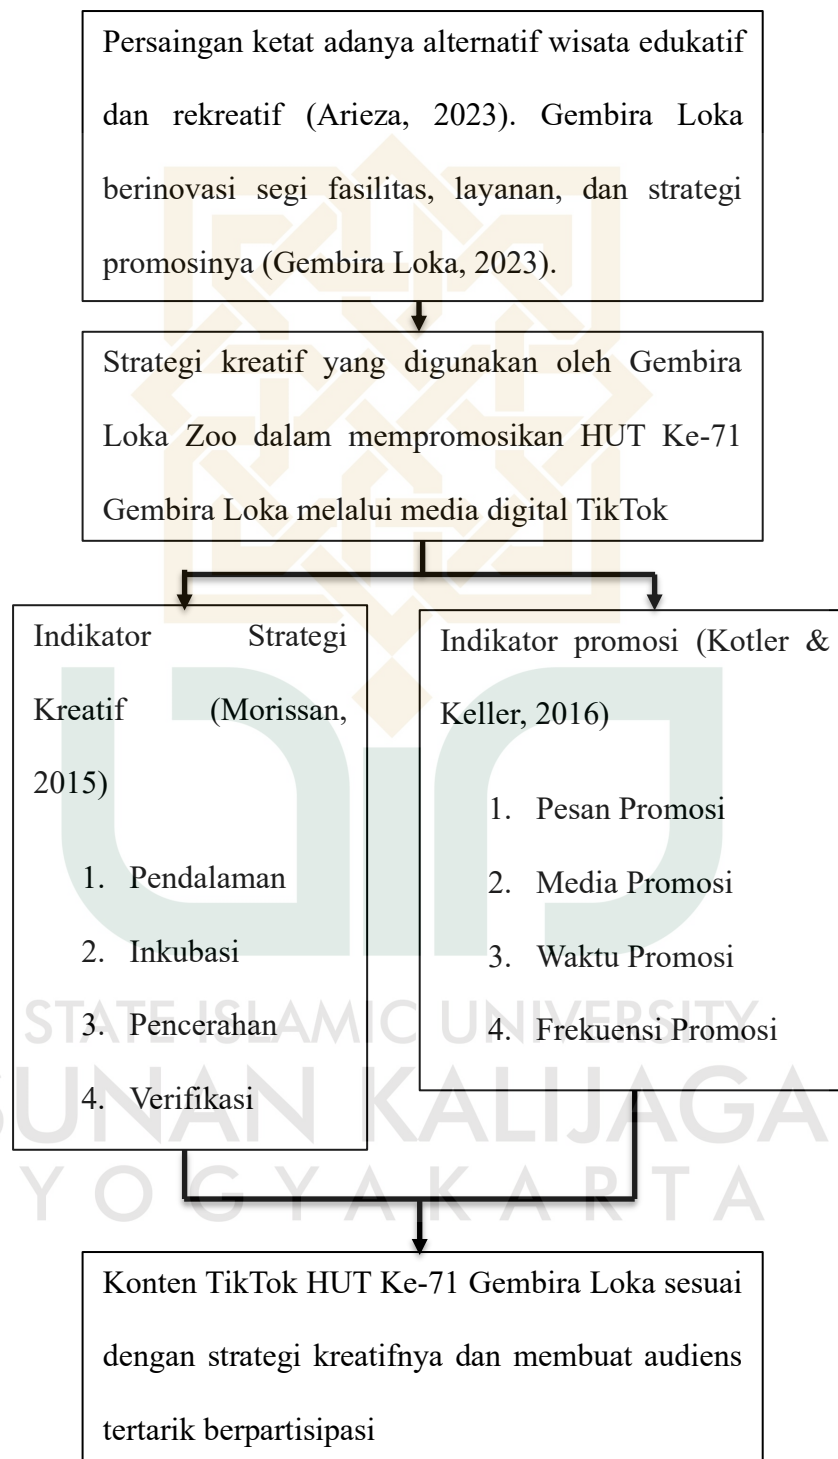 Persaingan ketat adanya alternatif wisata edukatif
dan rekreatif (Arieza, 2023). Gembira Loka
berinovasi segi fasilitas, layanan, dan strategi
promosinya (Gembira Loka, 2023).
Strategi kreatif yang digunakan oleh Gembira
Loka Zoo dalam mempromosikan HUT Ke-71
Gembira Loka melalui media digital TikTok
Indikator Strategi
Kreatif (Morissan,
2015)
1. Pendalaman
2. Inkubasi
3. Pencerahan
4. Verifikasi
Indikator promosi (Kotler &
Keller, 2016)
1. Pesan Promosi
2. Media Promosi
3. Waktu Promosi
4. Frekuensi Promosi
STATE ISLAMIC UNIVERSITY
UNAN KALIJAGA
YOGYAKARTA
Konten TikTok HUT Ke-71 Gembira Loka sesuai
dengan strategi kreatifnya dan membuat audiens
tertarik berpartisipasi